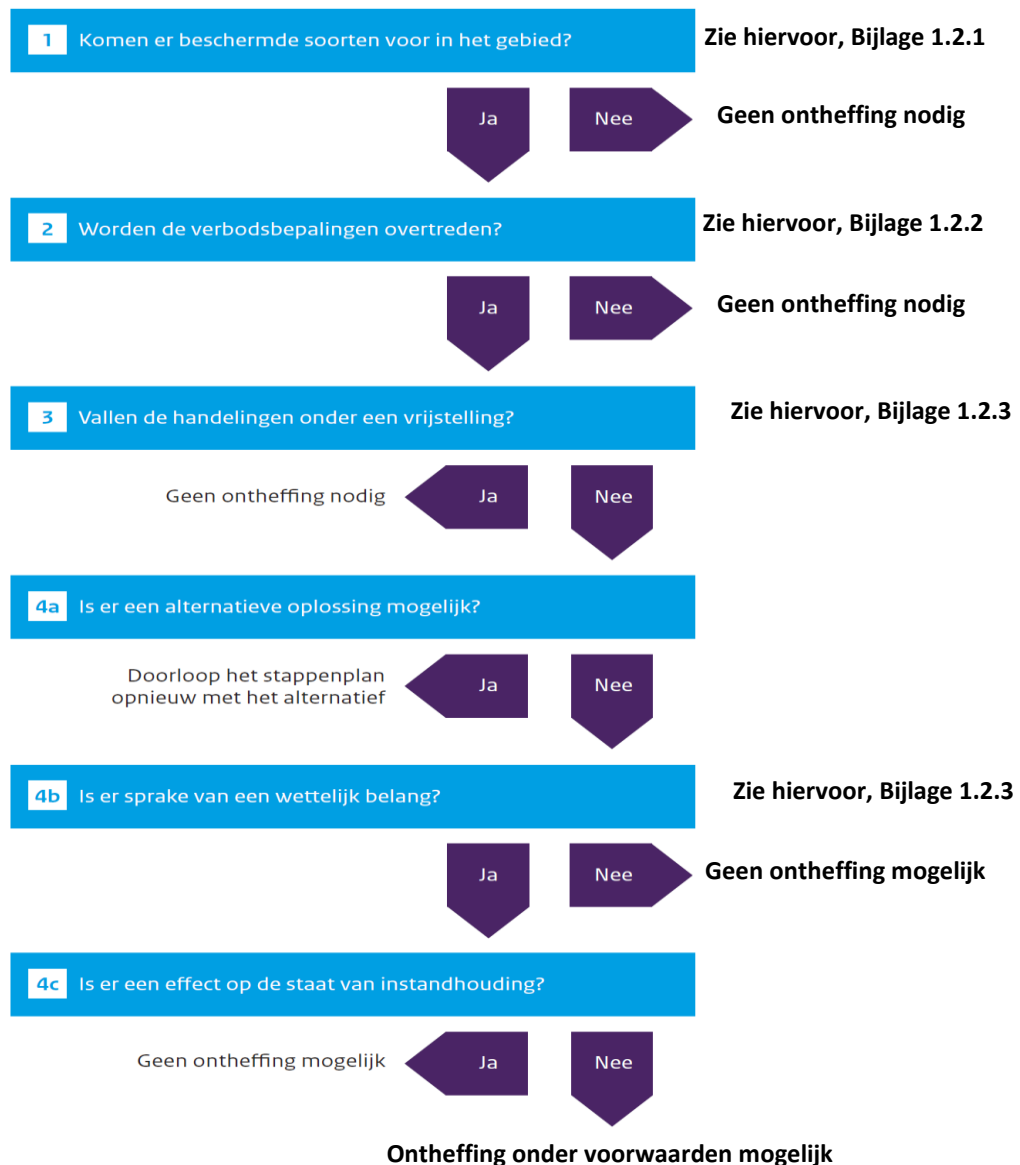 1 Komen er beschermde soorten voor in het gebied? Zie hiervoor, Bijlage 1.2.1
Ja Nee Geen ontheffing nodig
2 Worden de verbodsbepalingen overtreden? Zie hiervoor, Bijlage 1.2.2
Ja Nee Geen ontheffing nodig
3 Vallen de handelingen onder een vrijstelling? Zie hiervoor, Bijlage 1.2.3
Geen ontheffing nodig Ja Nee
4a Is er een alternatieve oplossing mogelijk?
Doorloop het stappenplan
opnieuw met het alternatief Ja Nee
4b Is er sprake van een wettelijk belang? Zie hiervoor, Bijlage 1.2.3
Ja Nee Geen ontheffing mogelijk
4c Is er een effect op de staat van instandhouding?
Geen ontheffing mogelijk Ja Nee
Ontheffing onder voorwaarden mogelijk